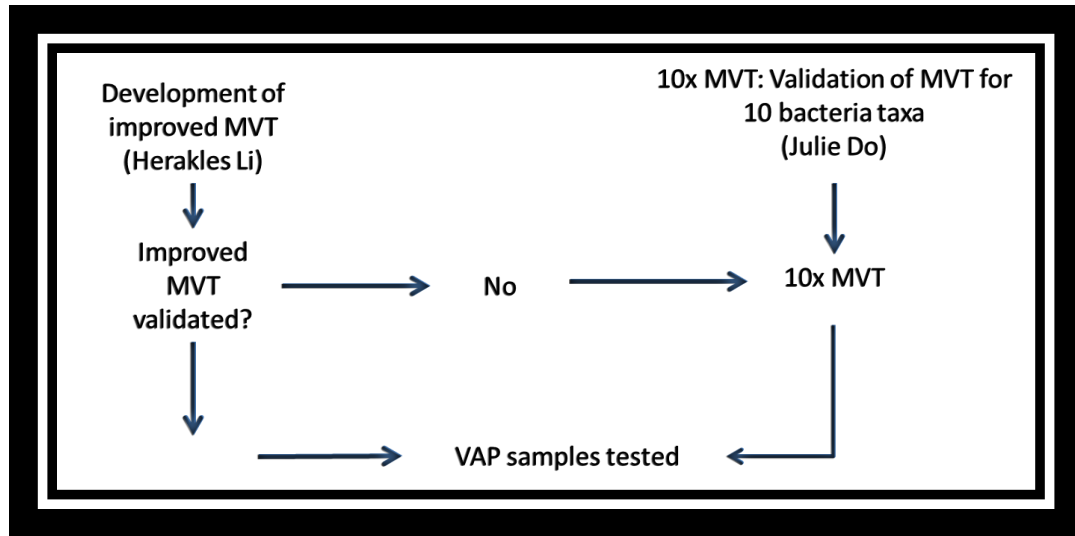 Development of
improved MVT
(Herakles Li)
10x MVT: Validation of MVT for
10 bacteria taxa
(Julie Do)
Improved
MVT
validated?
No
10x MVT
VAP samples tested